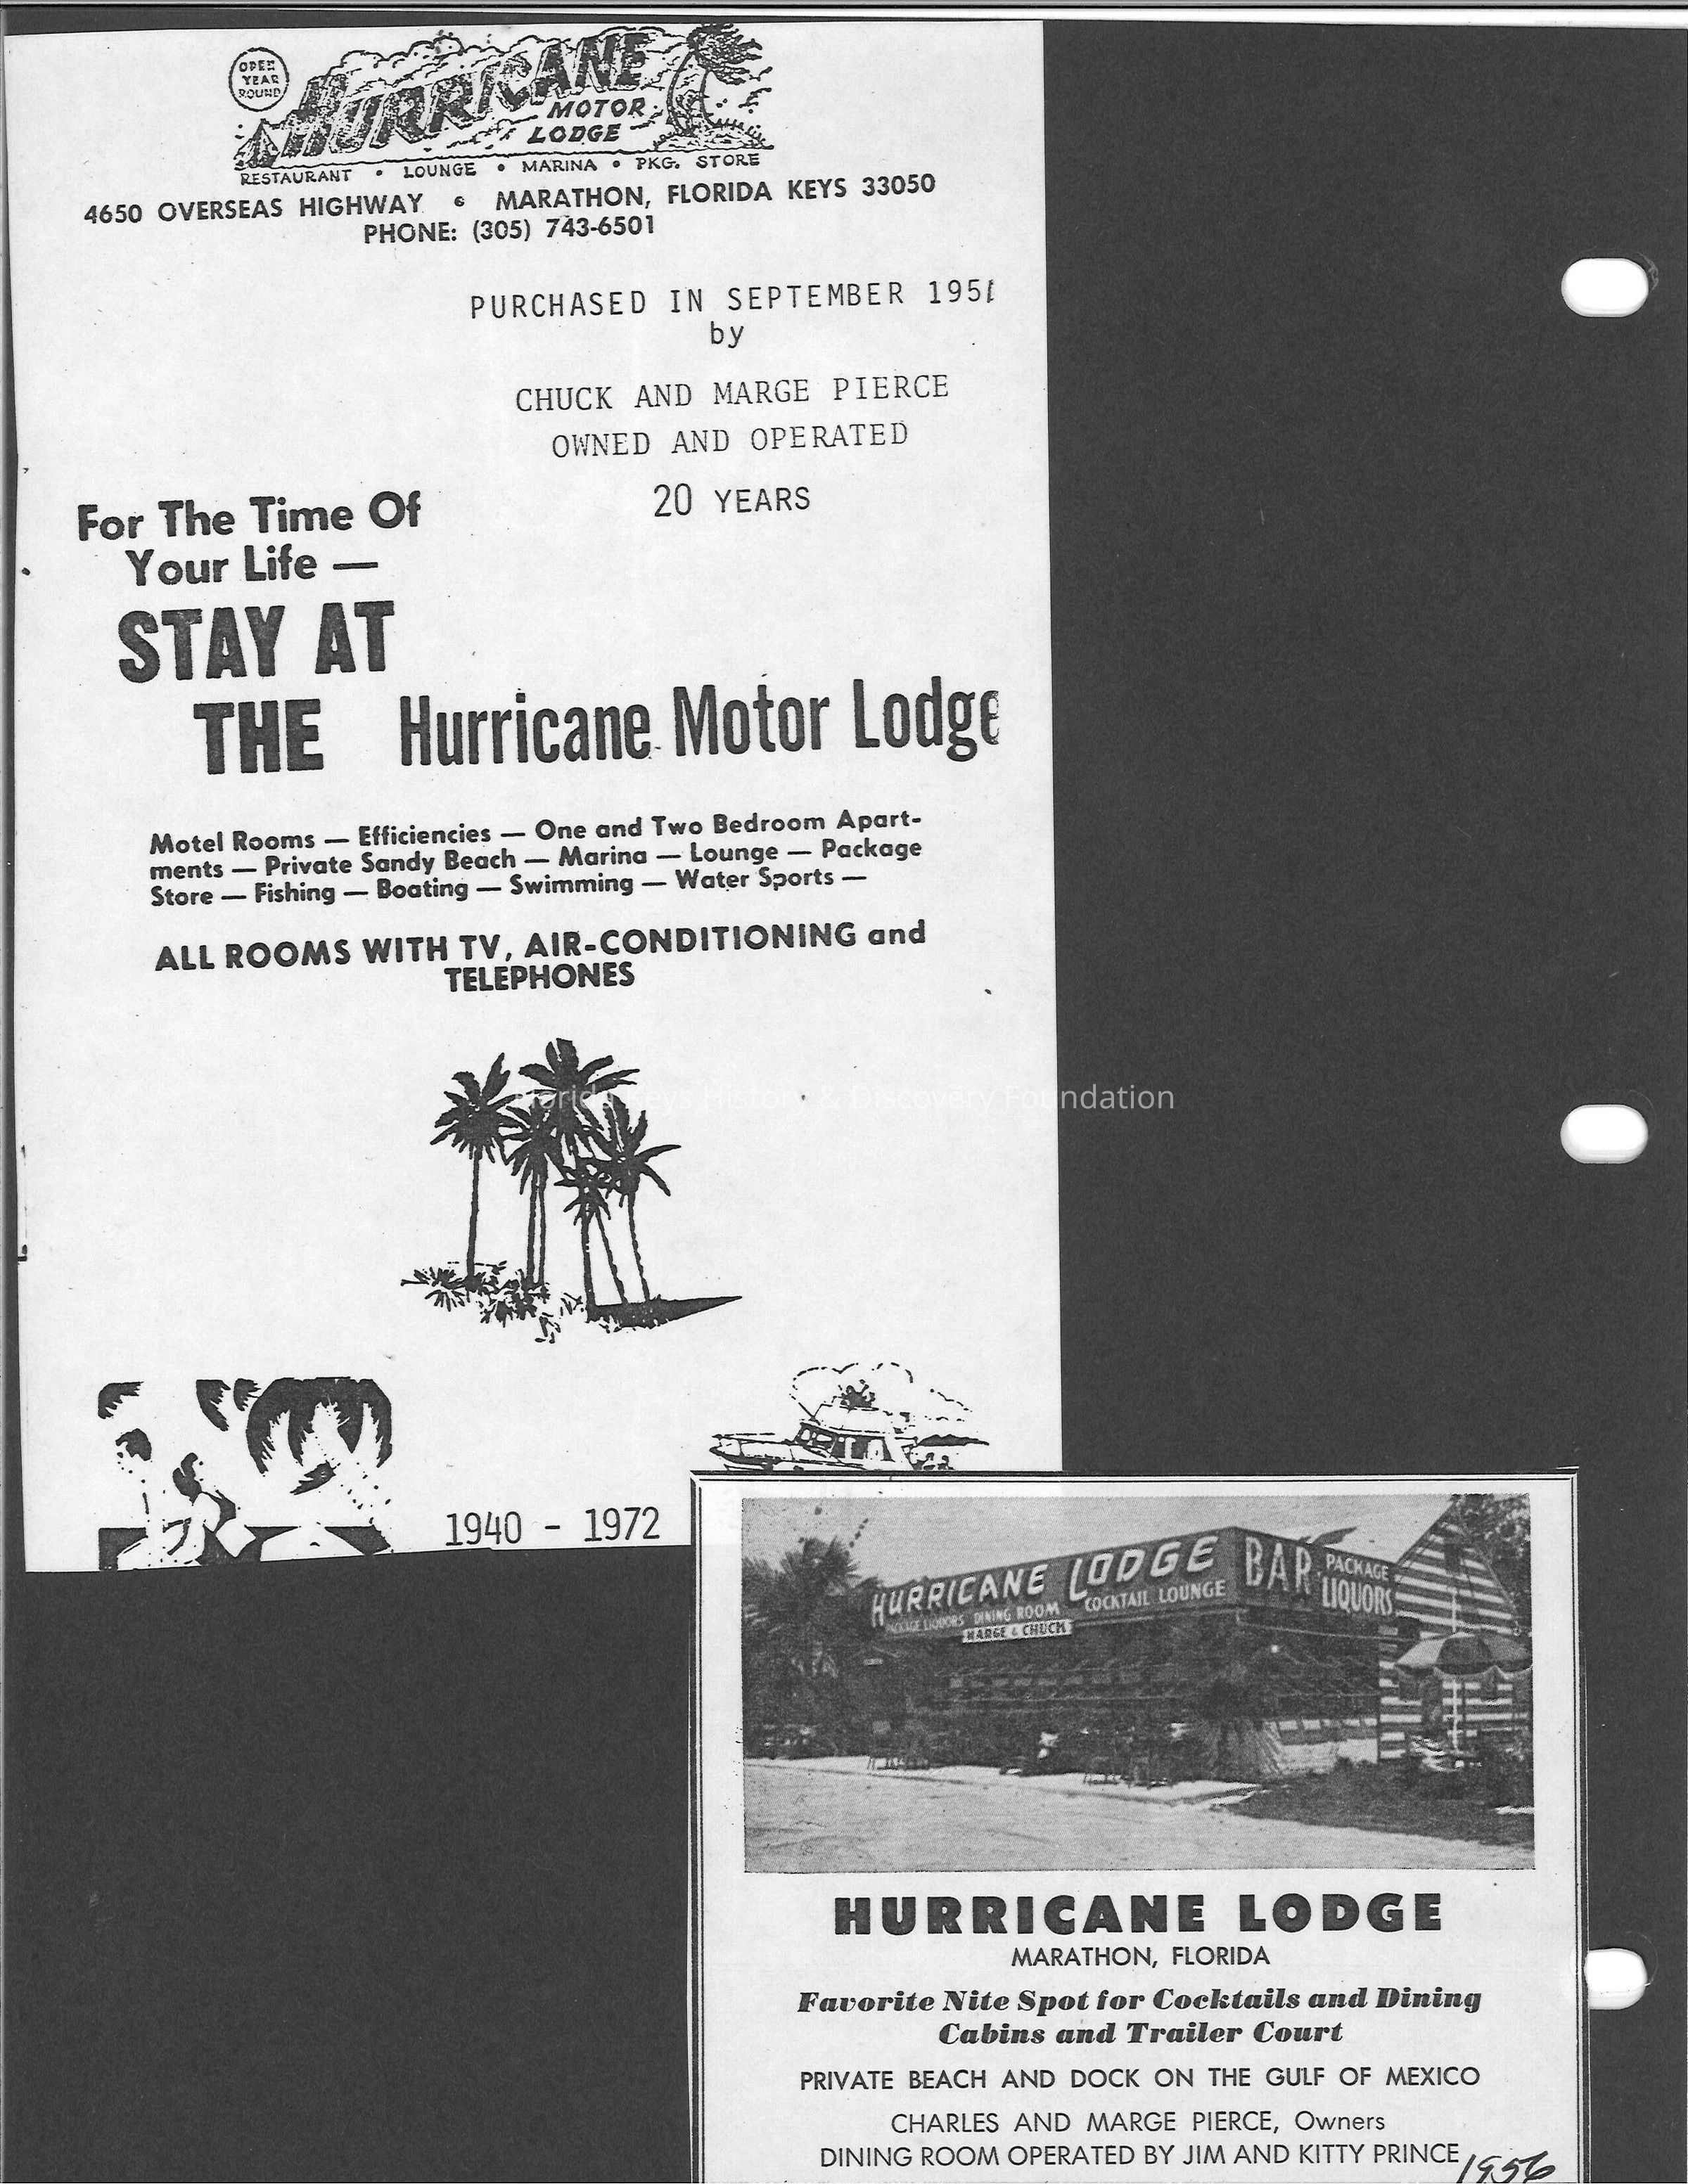 OPEN
YEAR
ROUND
HURRICANE
MOTOR
LODGE
RESTAURANT • LOUNGE • MARINA • PKG. STORE
4650 OVERSEAS HIGHWAY • MARATHON, FLORIDA KEYS 33050
PHONE: (305) 743-6501
PURCHASED IN SEPTEMBER 1951
by
CHUCK AND MARGE PIERCE
OWNED AND OPERATED
20 YEARS
For The Time Of
Your Life —
STAY AT
THE Hurricane Motor Lodge
Motel Rooms — Efficiencies — One and Two Bedroom Apart-
ments — Private Sandy Beach — Marina — Lounge — Package
Store — Fishing — Boating — Swimming — Water Sports —
ALL ROOMS WITH TV, AIR-CONDITIONING and
TELEPHONES
Florida Keys History & Discovery Foundation
1940 - 1972
HURRICANE LODGE BAR PACKAGE
LIQUORS
PACKAGE LIQUORS DINING ROOM COCKTAIL LOUNGE
MARGE & CHUCK
HURRICANE LODGE
MARATHON, FLORIDA
Favorite Nite Spot for Cocktails and Dining
Cabins and Trailer Court
PRIVATE BEACH AND DOCK ON THE GULF OF MEXICO
CHARLES AND MARGE PIERCE, Owners
DINING ROOM OPERATED BY JIM AND KITTY PRINCE
1956